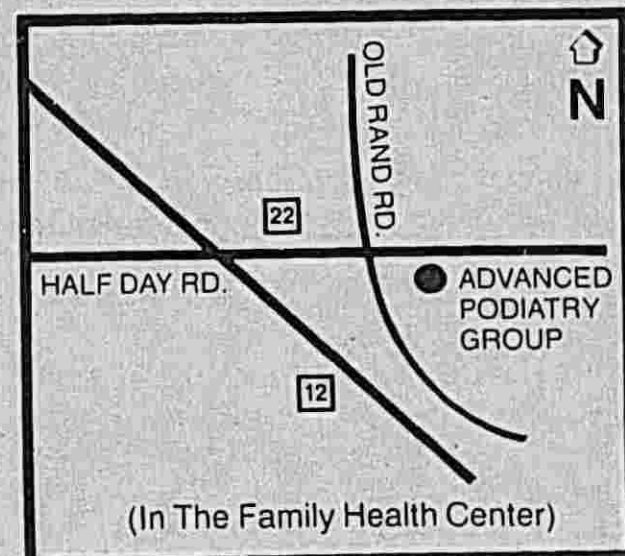 N
OLD RAND RD.
22
HALF DAY RD.
ADVANCED
PODIATRY
GROUP
12
(In The Family Health Center)